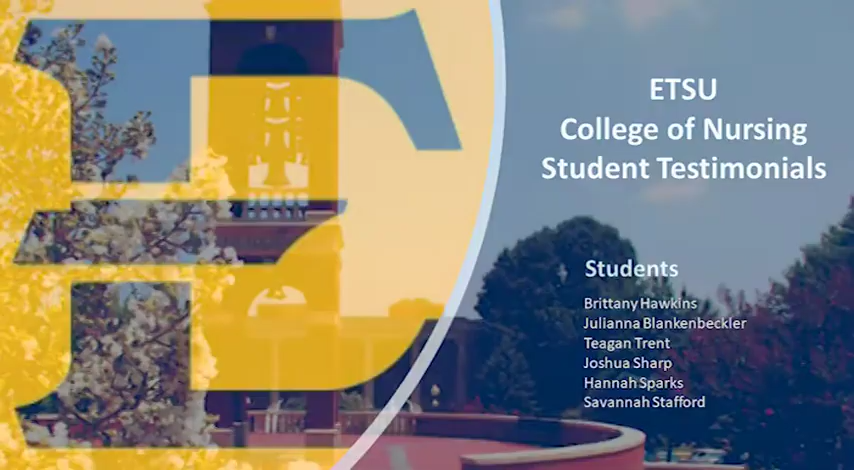 ETSU
College of Nursing
Student Testimonials
Students
Brittany Hawkins
Julianna Blankenbeckler
Teagan Trent
Joshua Sharp
Hannah Sparks
Savannah Stafford